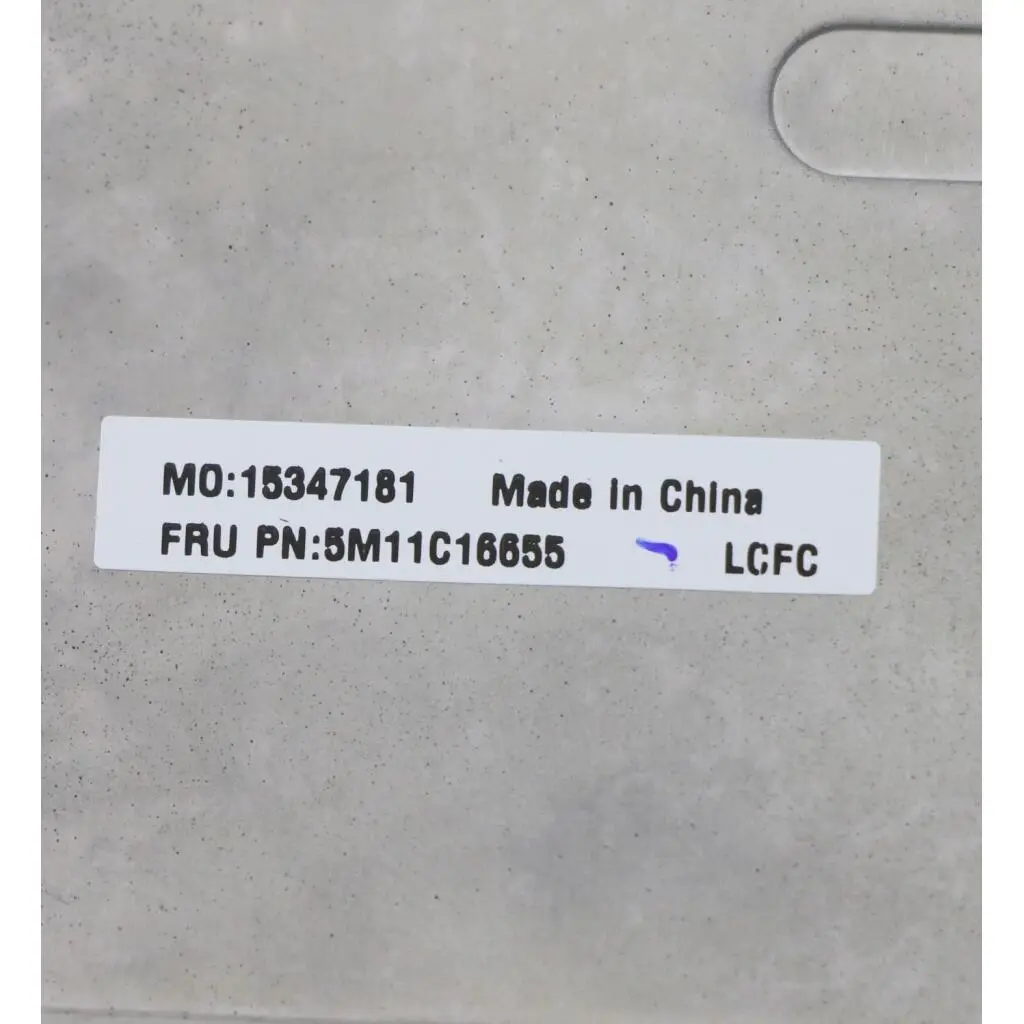 MO:15347181 Made in China
FRU PN:5M11C16655 LCFC